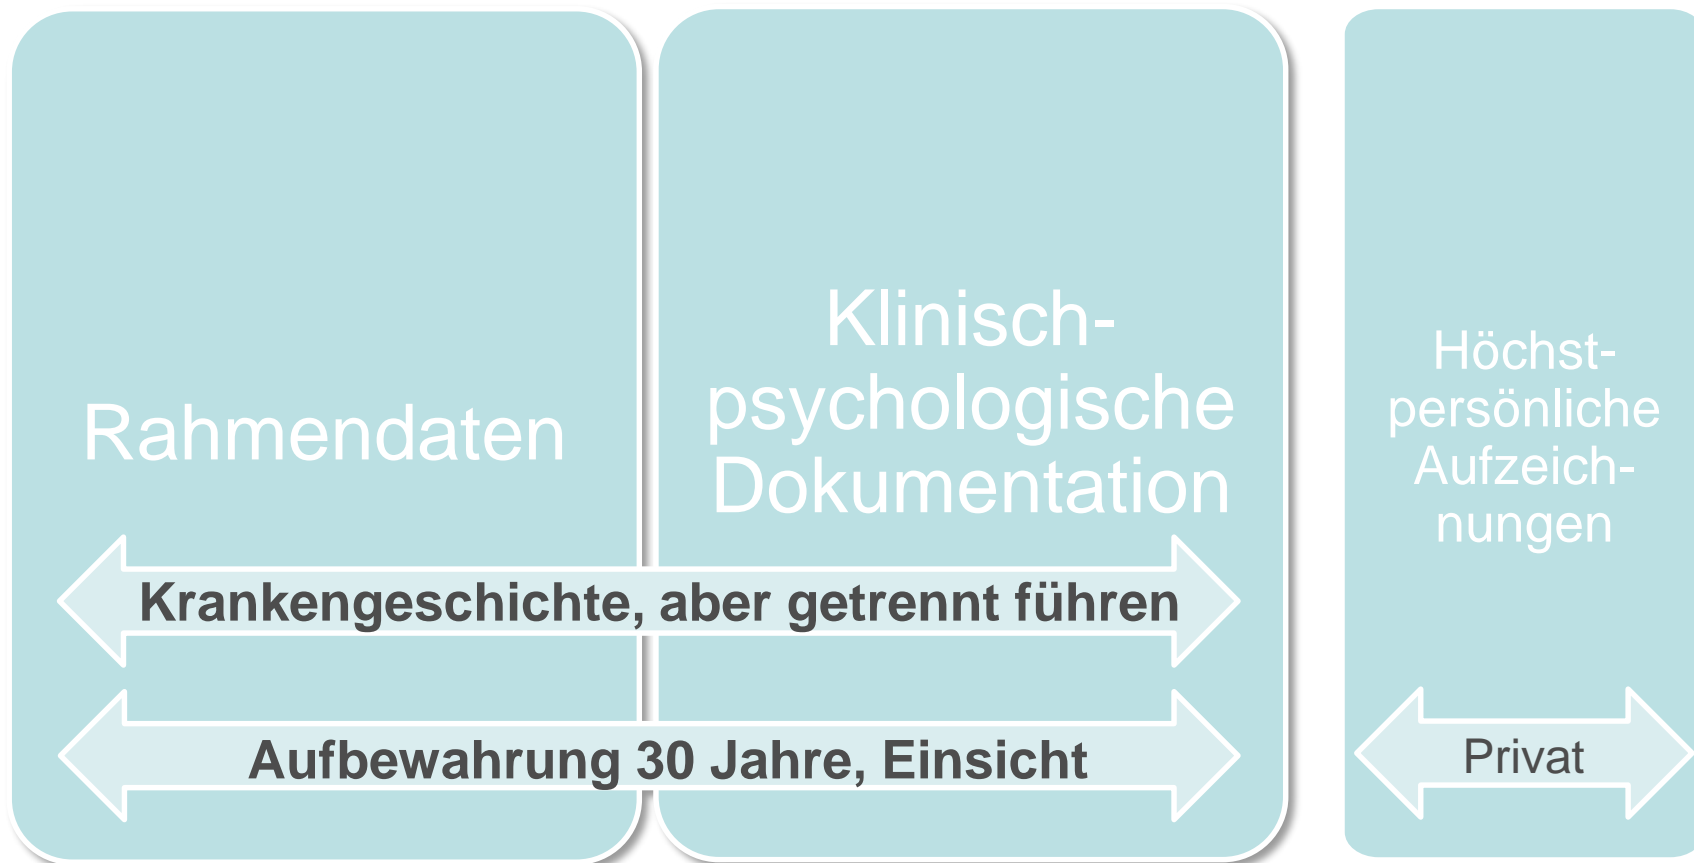 Rahmendaten
Klinisch-
psychologische
Dokumentation
Höchst-
persönliche
Aufzeich-
nungen
Krankengeschichte, aber getrennt führen
Aufbewahrung 30 Jahre, Einsicht
Privat